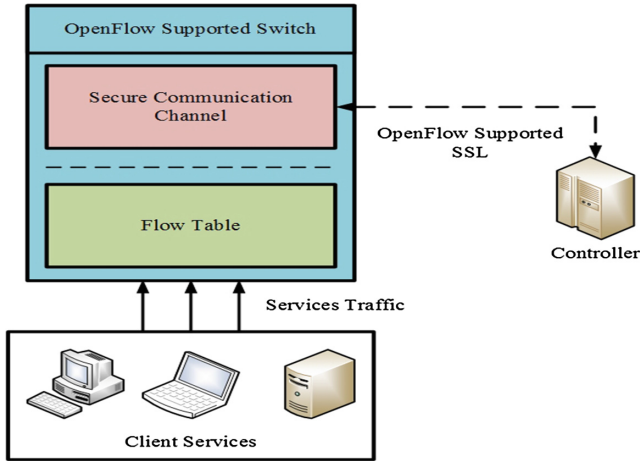 OpenFlow Supported Switch
Secure Communication
Channel
OpenFlow Supported
SSL
Flow Table
Controller
Services Traffic
Client Services